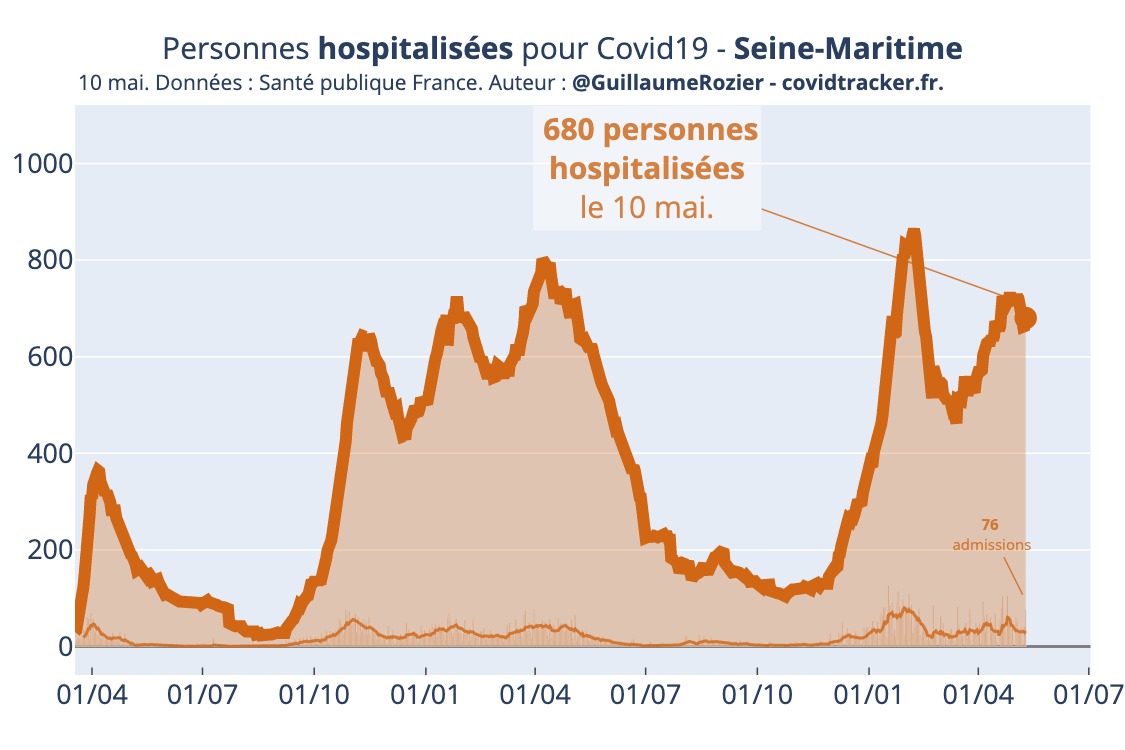 Personnes hospitalisées pour Covid19 - Seine-Maritime
10 mai. Données : Santé publique France. Auteur : @GuillaumeRozier - covidtracker.fr.
680 personnes
hospitalisées
le 10 mai.
1000
800
600
400
200
0
76
admissions
01/04
01/07
01/10
01/01
01/04
01/07
01/10
01/01
01/04
01/07